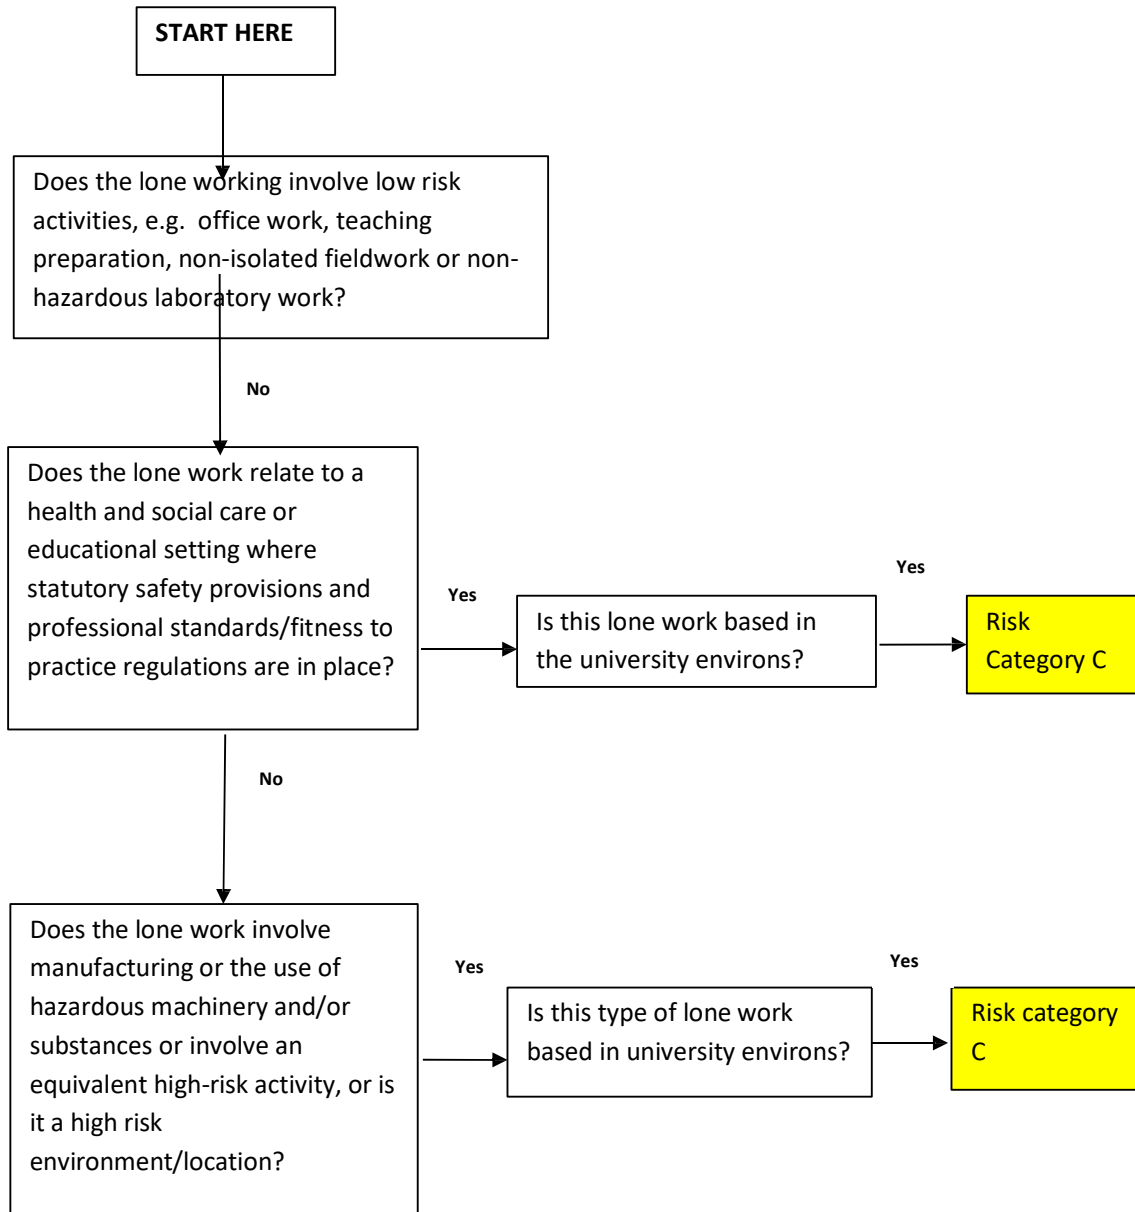 START HERE
Does the lone working involve low risk
activities, e.g. office work, teaching
preparation, non-isolated fieldwork or non-
hazardous laboratory work?
No
Does the lone work relate to a
health and social care or
educational setting where
statutory safety provisions and
professional standards/fitness to
practice regulations are in place?
Yes
Is this lone work based in
the university environs?
Yes
Risk
Category C
No
Does the lone work involve
manufacturing or the use of
hazardous machinery and/or
substances or involve an
equivalent high-risk activity, or is
it a high risk
environment/location?
Yes
Is this type of lone work
based in university environs?
Yes
Risk category
C